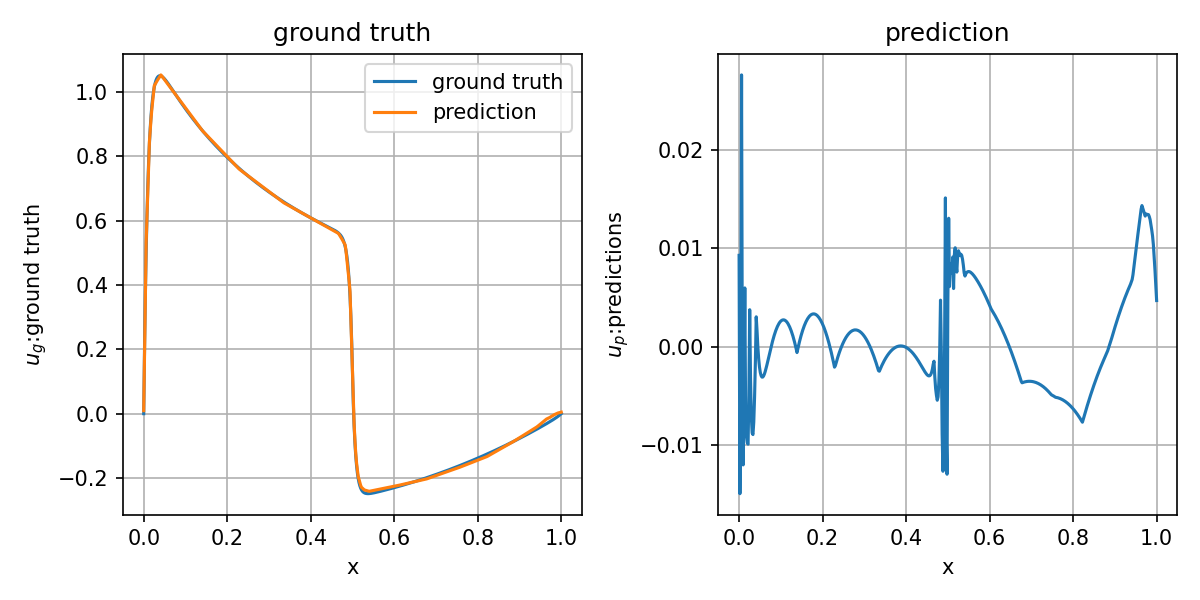 ground truth
1.0
0.8
0.6
0.4
0.2
0.0
−0.2
u_g:ground truth
ground truth
prediction
0.0 0.2 0.4 0.6 0.8 1.0
x
prediction
0.02
0.01
0.00
−0.01
u_p:predictions
0.0 0.2 0.4 0.6 0.8 1.0
x